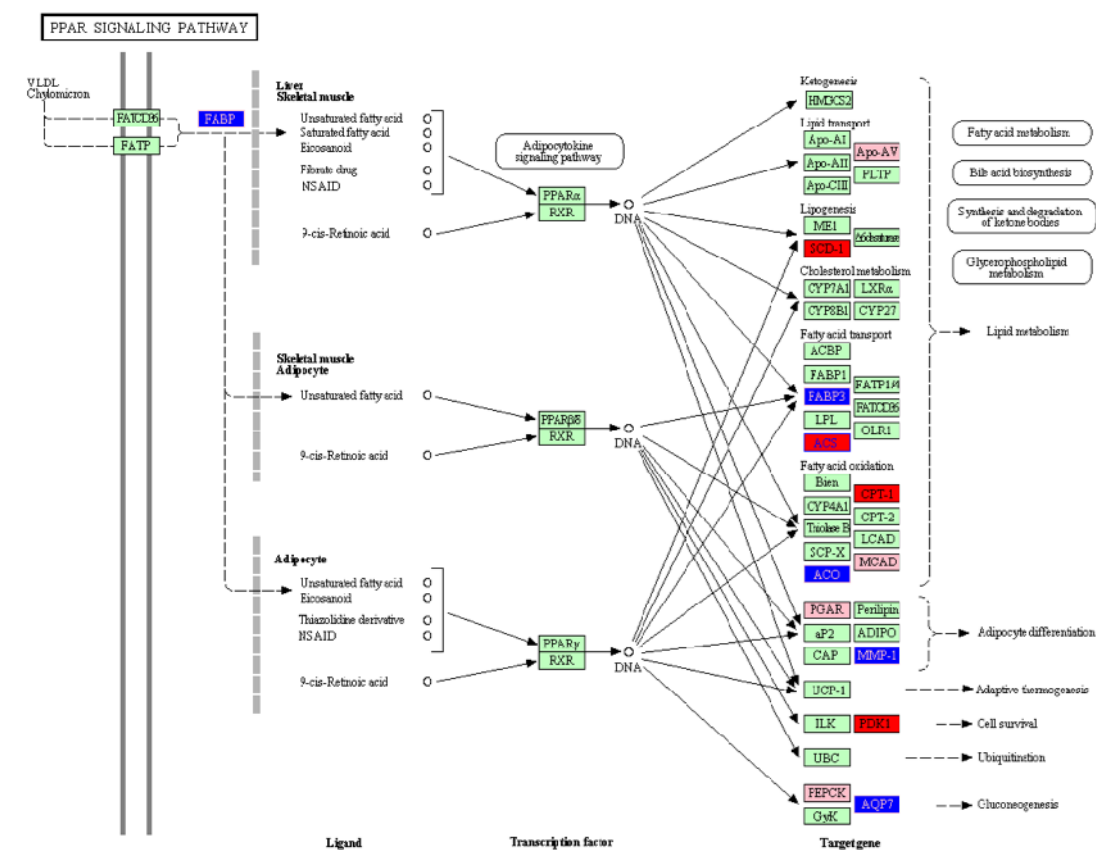 PPAR SIGNALING PATHWAY
VLDL
Chylomicron
FATCD36
FATP
FABP
Liver
Skeletal muscle
Unsaturated fatty acid
Saturated fatty acid
Eicosanoid
Fibrate drug
NSAID
9-cis-Retinoic acid
Adipocytokine
signaling pathway
PPARα
RXR
DNA
Skeletal muscle
Adipocyte
Unsaturated fatty acid
9-cis-Retinoic acid
PPARβ/δ
RXR
DNA
Adipocyte
Unsaturated fatty acid
Eicosanoid
Thiazolidine derivative
NSAID
9-cis-Retinoic acid
PPARγ
RXR
DNA
Ketogenesis
HMGCS2
Lipid transport
Apo-AI
Apo-AV
Apo-AII
PLTP
Apo-CIII
Lipogenesis
ME1
SCD-1
Cholesterol metabolism
CYP7A1 LXRα
CYP8B1 CYP27
Fatty acid transport
ACBP
FABP1
FATP1/4
FABP3
FATCD36
LPL
OLR1
ACS
Fatty acid oxidation
Bien
CPT-1
CYP4A1
CPT-2
Thiolase B
LCAD
SCP-X
MCAD
ACO
PGAR Perilipin
aP2 ADIPO
CAP MMP-1
UCP-1
ILK PDK1
UBC
PEPCK
AQP7
GyK
Fatty acid metabolism
Bile acid biosynthesis
Synthesis and degradation
of ketone bodies
Glycerophospholipid
metabolism
Lipid metabolism
Adipocyte differentiation
Adaptive thermogenesis
Cell survival
Ubiquitination
Gluconeogenesis
Ligand
Transcription factor
Target gene